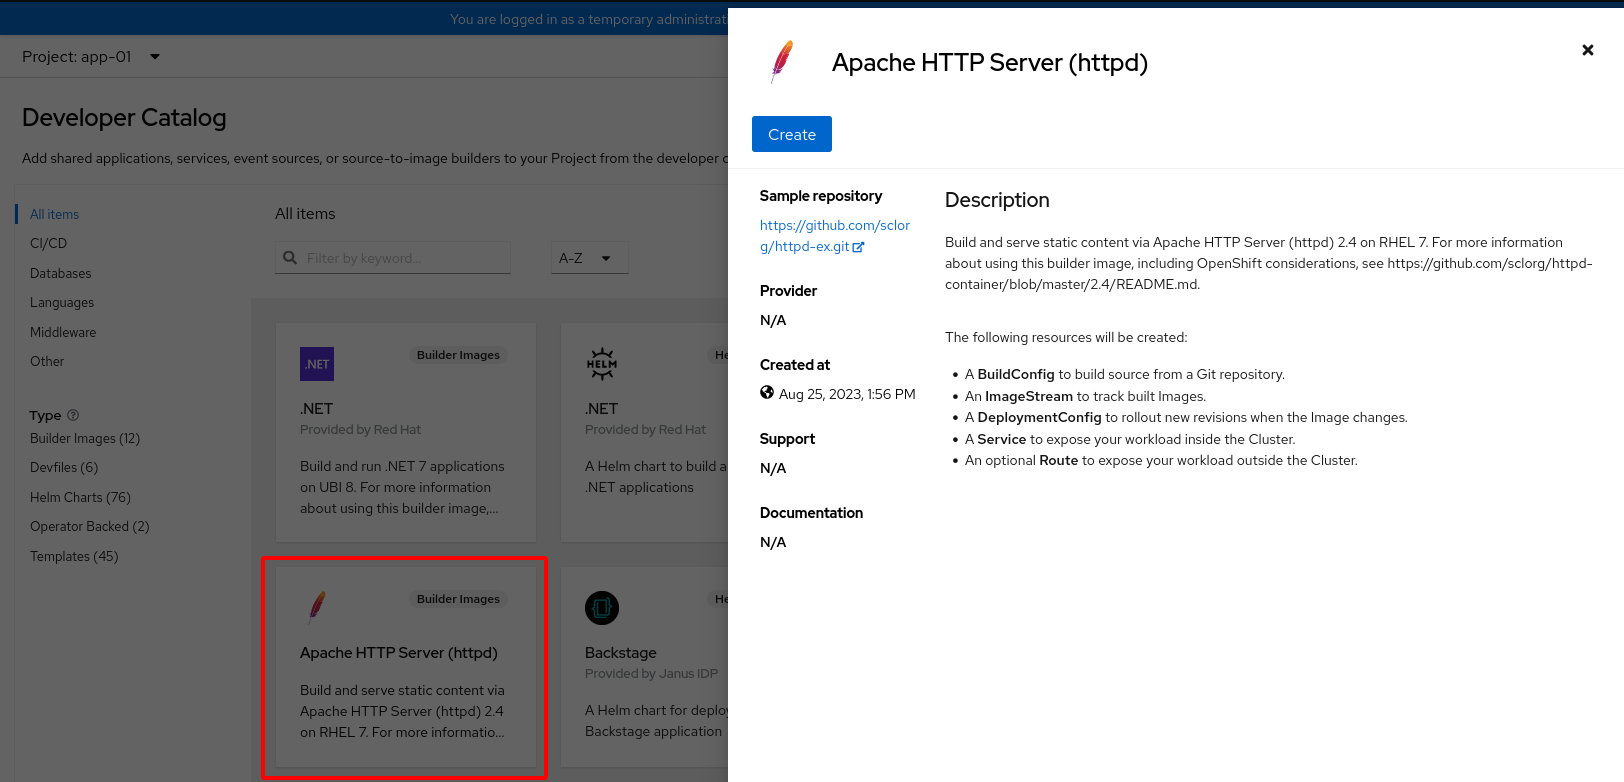 You are logged in as a temporary administrat
Project: app-01
Developer Catalog
Add shared applications, services, event sources, or source-to-image builders to your Project from the developer
All items
CI/CD
Databases
Languages
Middleware
Other
Type
Builder Images (12)
Devfiles (6)
Helm Charts (76)
Operator Backed (2)
Templates (45)
All items
Filter by keyword...
A-Z
.NET
Builder Images
.NET
Provided by Red Hat
Build and run .NET 7 applications
on UBI 8. For more information
about using this builder image,...
HELM
He
.NET
Provided by Red Hat
A Helm chart to build a
.NET applications
Builder Images
Apache HTTP Server (httpd)
Build and serve static content via
Apache HTTP Server (httpd) 2.4
on RHEL 7. For more informatio...
He
Backstage
Provided by Janus IDP
A Helm chart for deplo
Backstage application
Apache HTTP Server (httpd)
Create
Sample repository
https://github.com/sclor
g/httpd-ex.git
Provider
N/A
Created at
Aug 25, 2023, 1:56 PM
Support
N/A
Documentation
N/A
Description
Build and serve static content via Apache HTTP Server (httpd) 2.4 on RHEL 7. For more information
about using this builder image, including OpenShift considerations, see https://github.com/sclorg/httpd-
container/blob/master/2.4/README.md.
The following resources will be created:
• A BuildConfig to build source from a Git repository.
• An ImageStream to track built Images.
• A DeploymentConfig to rollout new revisions when the Image changes.
• A Service to expose your workload inside the Cluster.
• An optional Route to expose your workload outside the Cluster.